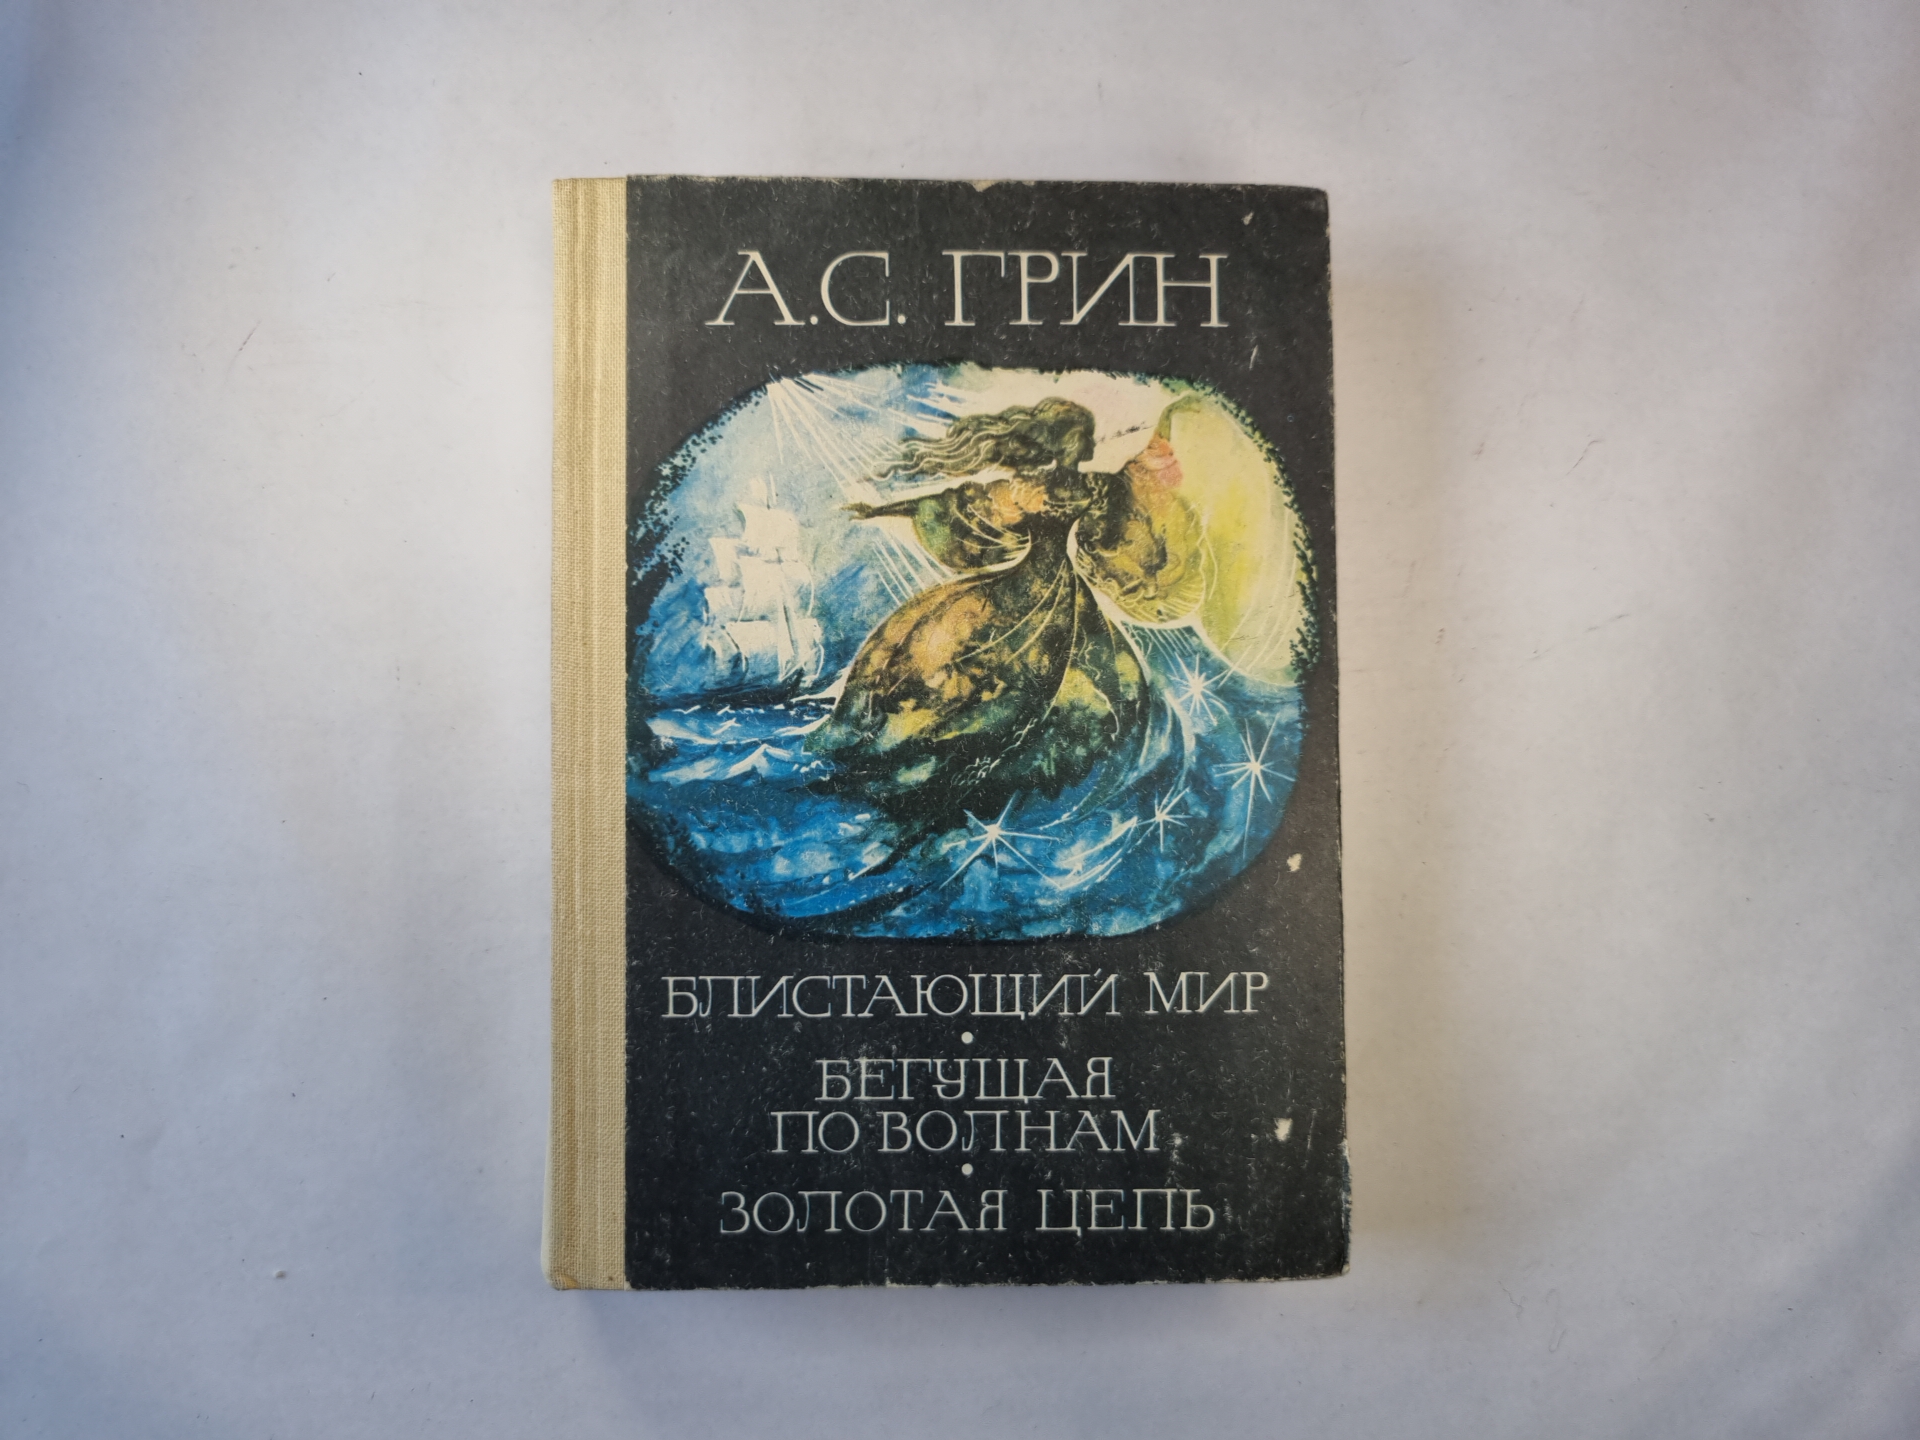 А.С. ГРИН
БЛИСТАЮЩИЙ МИР
•
БЕГУЩАЯ
ПО ВОЛНАМ
•
ЗОЛОТАЯ ЦЕПЬ